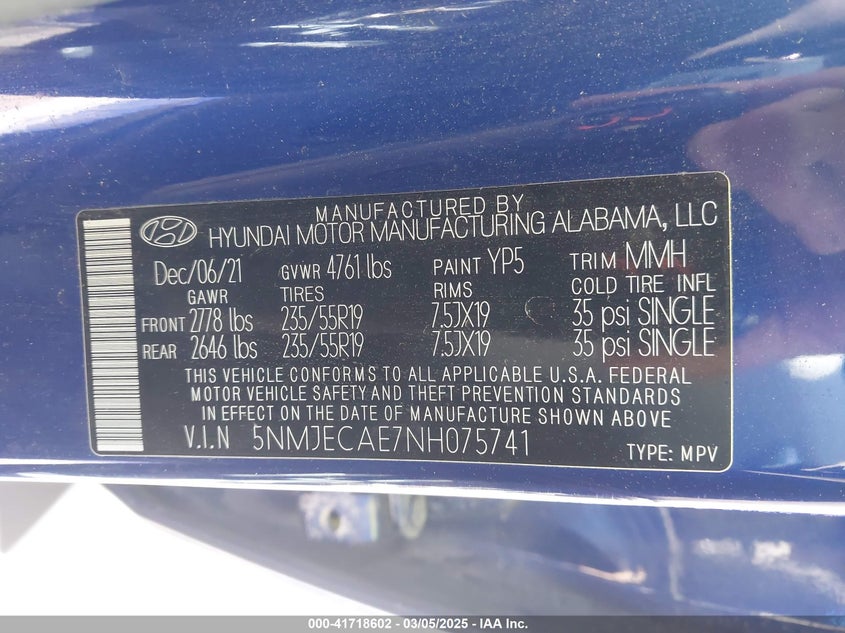 MANUFACTURED BY
HYUNDAI MOTOR MANUFACTURING ALABAMA, LLC
Dec/06/21 GVWR 4761 lbs PAINT YP5 TRIM MMH
GAWR TIRES RIMS COLD TIRE INFL
FRONT 2778 lbs 235/55R19 7.5JX19 35 psi SINGLE
REAR 2646 lbs 235/55R19 7.5JX19 35 psi SINGLE
THIS VEHICLE CONFORMS TO ALL APPLICABLE U.S.A. FEDERAL
MOTOR VEHICLE SAFETY AND THEFT PREVENTION STANDARDS
IN EFFECT ON THE DATE OF MANUFACTURE SHOWN ABOVE
V.I.N 5NMJECAE7NH075741 TYPE: MPV
000-41718602 — 03/05/2025 — IAA Inc.